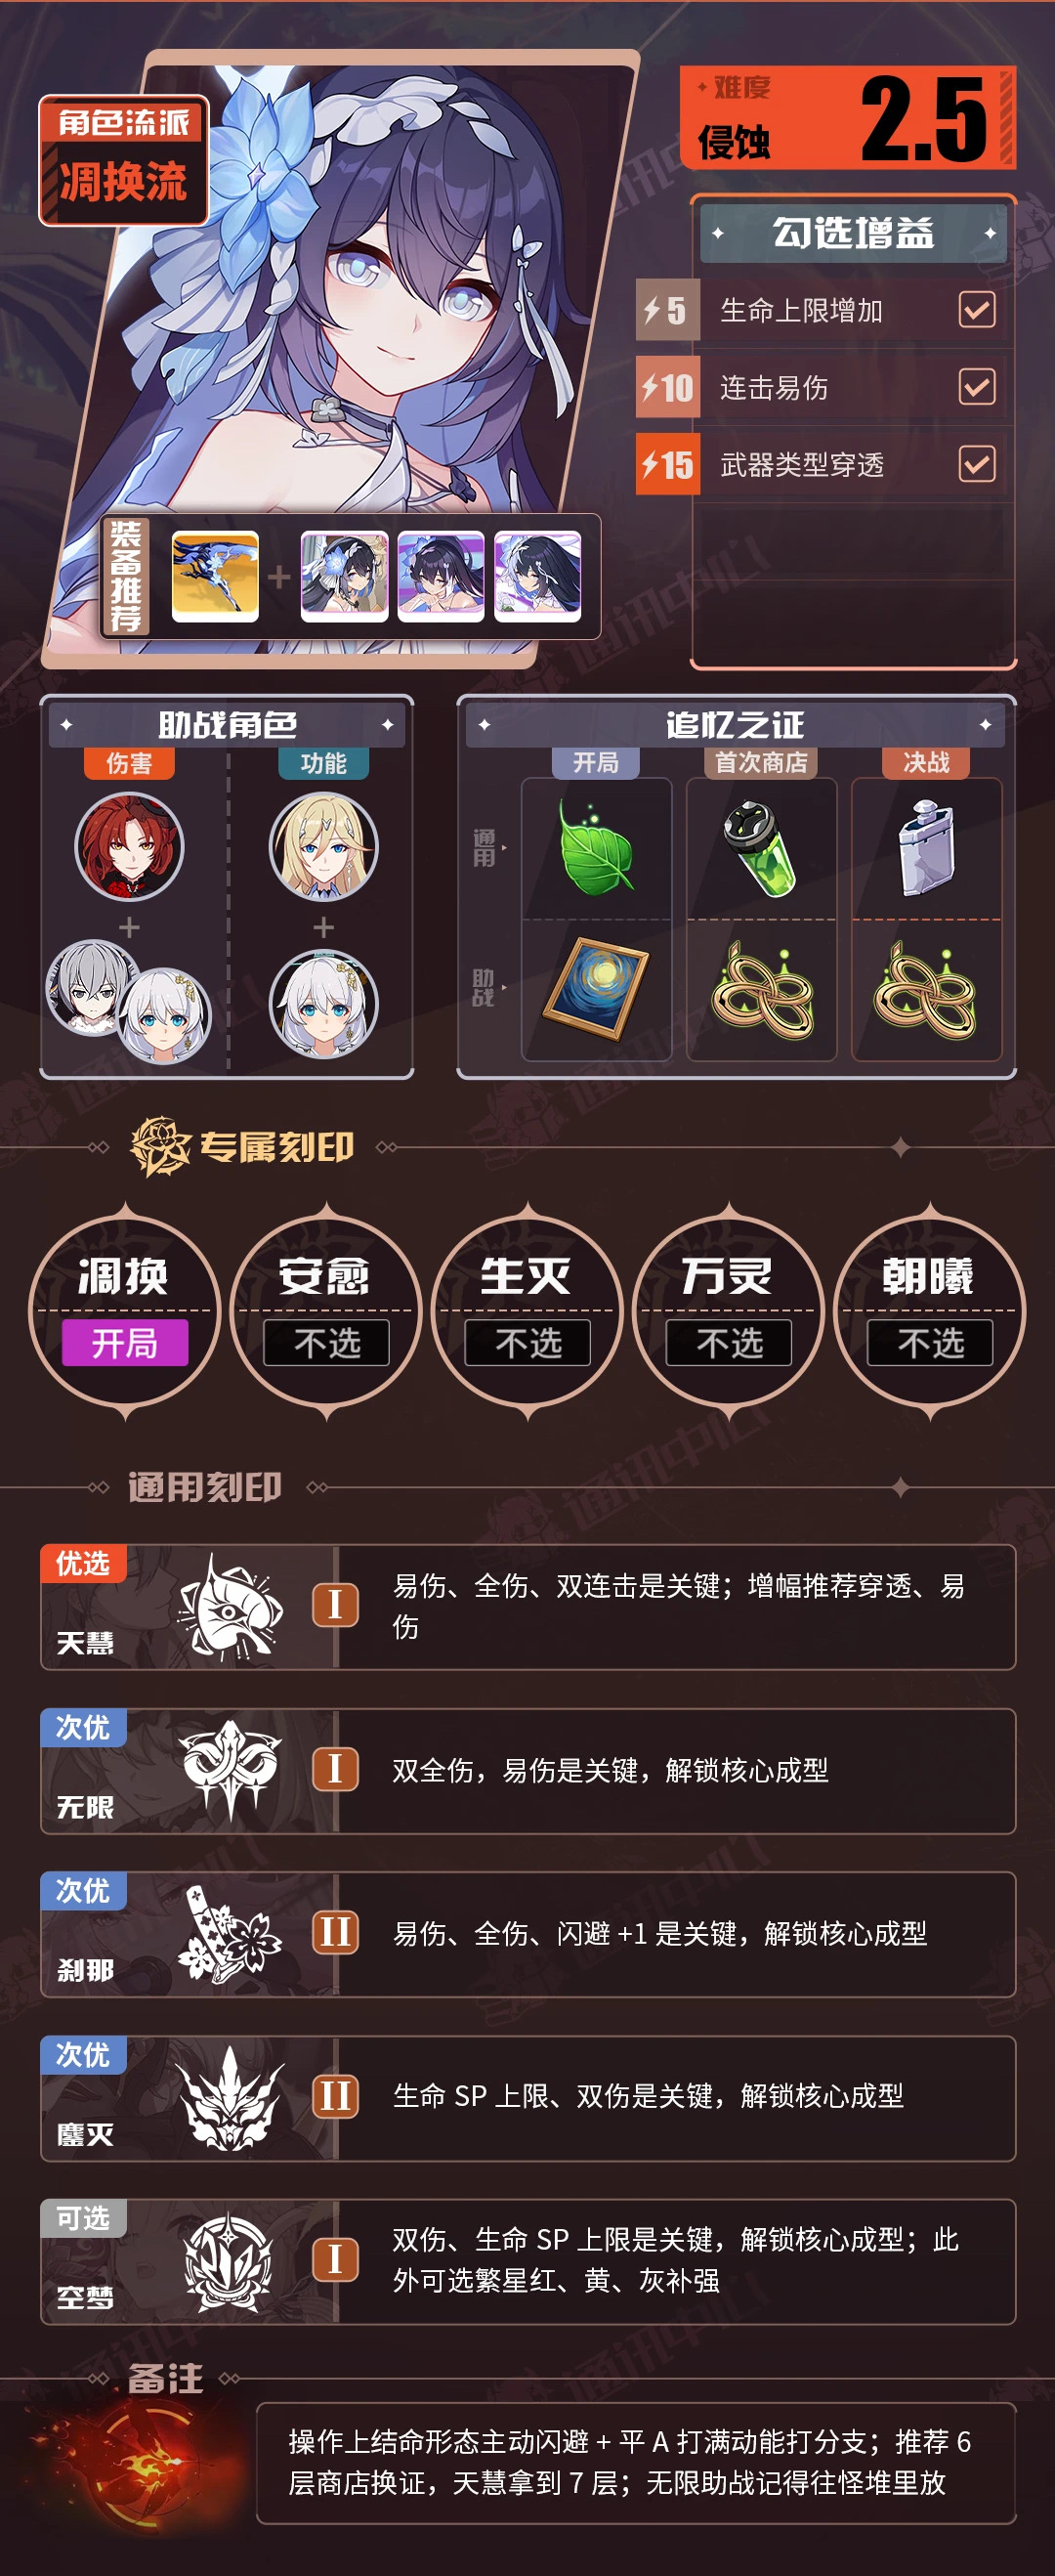 角色流派
凋换流
难度
侵蚀
2.5
勾选增益
5
生命上限增加
10
连击易伤
15
武器类型穿透
装备推荐
助战角色
伤害
功能
追忆之证
开局
首次商店
决战
通用
助战
专属刻印
凋换
开局
安愈
不选
生灭
不选
万灵
不选
朝曦
不选
通用刻印
优选
天慧
I
易伤、全伤、双连击是关键；增幅推荐穿透、易
伤
次优
无限
I
双全伤，易伤是关键，解锁核心成型
次优
刹那
II
易伤、全伤、闪避 +1 是关键，解锁核心成型
次优
鏖灭
II
生命 SP 上限、双伤是关键，解锁核心成型
可选
空梦
I
双伤、生命 SP 上限是关键，解锁核心成型；此
外可选繁星红、黄、灰补强
备注
操作上结命形态主动闪避 + 平 A 打满动能打分支；推荐 6
层商店换证，天慧拿到 7 层；无限助战记得往怪堆里放
通讯中心